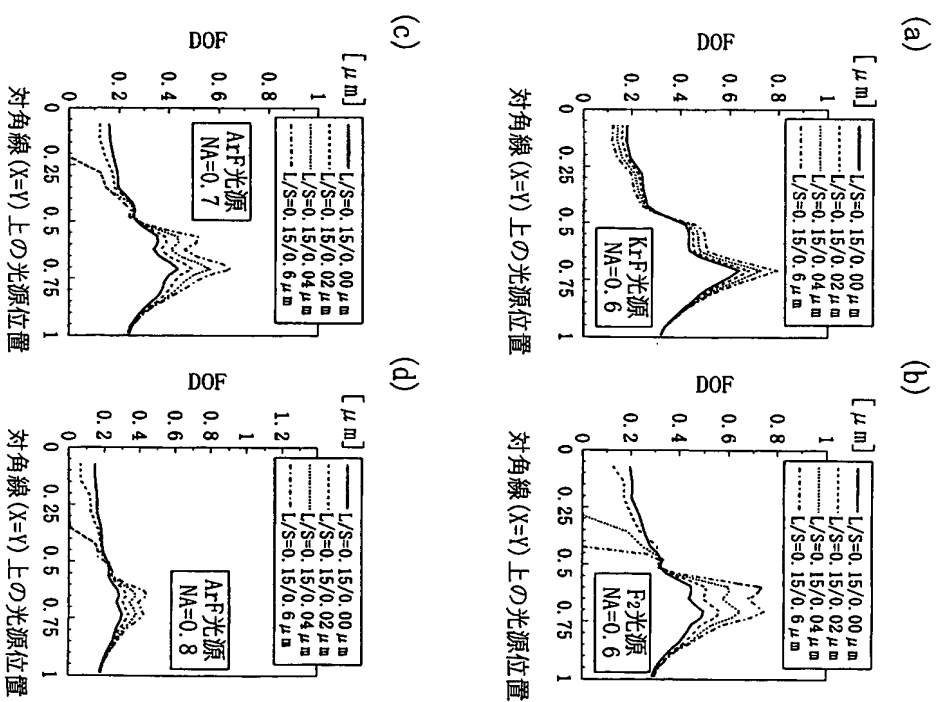 (a)
[μm]
1
0.8
0.6
0.4
0.2
0
DOF
L/S=0.15/0.00μm
L/S=0.15/0.02μm
L/S=0.15/0.04μm
L/S=0.15/0.6μm
KrF光源
NA=0.6
0 0.25 0.5 0.75 1
対角線(X=Y)上の光源位置
(b)
[μm]
1
0.8
0.6
0.4
0.2
0
DOF
L/S=0.15/0.00μm
L/S=0.15/0.02μm
L/S=0.15/0.04μm
L/S=0.15/0.6μm
F2光源
NA=0.6
0 0.25 0.5 0.75 1
対角線(X=Y)上の光源位置
(c)
[μm]
1
0.8
0.6
0.4
0.2
0
DOF
L/S=0.15/0.00μm
L/S=0.15/0.02μm
L/S=0.15/0.04μm
L/S=0.15/0.6μm
ArF光源
NA=0.7
0 0.25 0.5 0.75 1
対角線(X=Y)上の光源位置
(d)
[μm]
1.2
0.8
0.6
0.4
0.2
0
DOF
L/S=0.15/0.00μm
L/S=0.15/0.02μm
L/S=0.15/0.04μm
L/S=0.15/0.6μm
ArF光源
NA=0.8
0 0.25 0.5 0.75 1
対角線(X=Y)上の光源位置